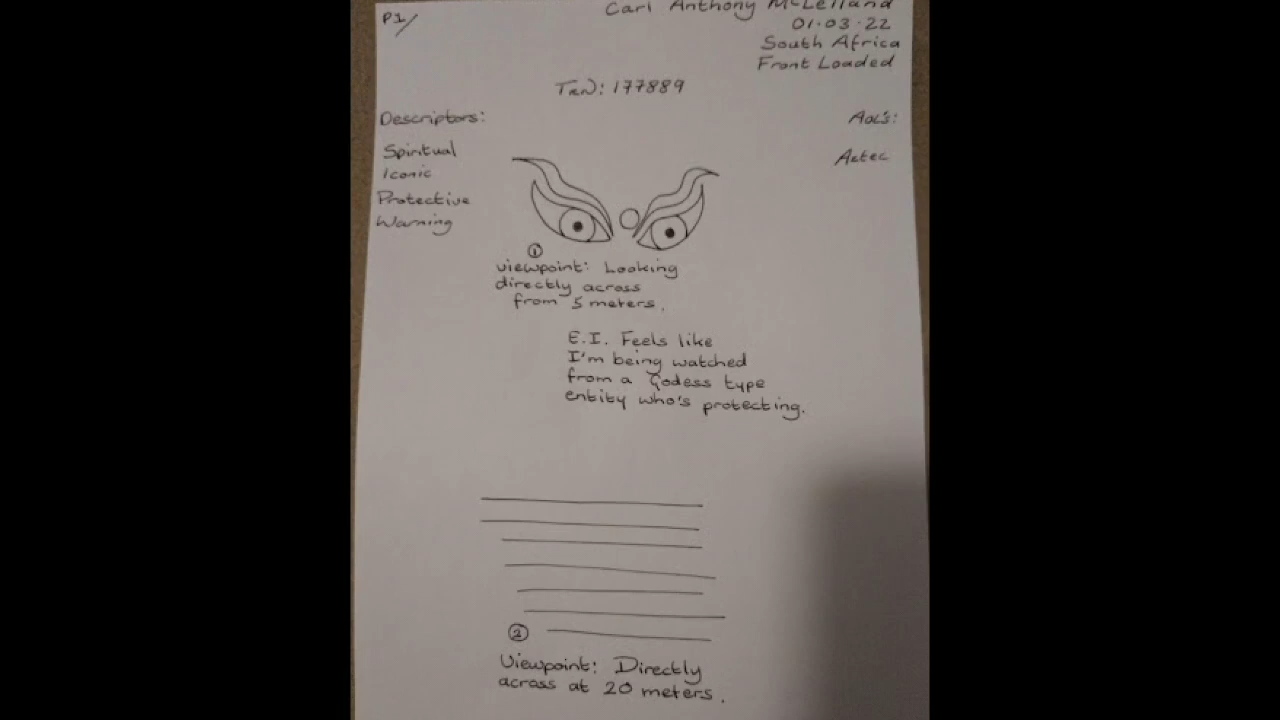 P1/
Carl Anthony McLelland
01.03.22
South Africa
Front Loaded
TRN: 177889
Descriptors:
AOL's:
Spiritual
Aztec
Iconic
Protective
Warning
1
Viewpoint: Looking
directly across
from 5 meters.
E.I. Feels like
I'm being watched
from a Godess type
entity who's protecting.
2
Viewpoint: Directly
across at 20 meters.